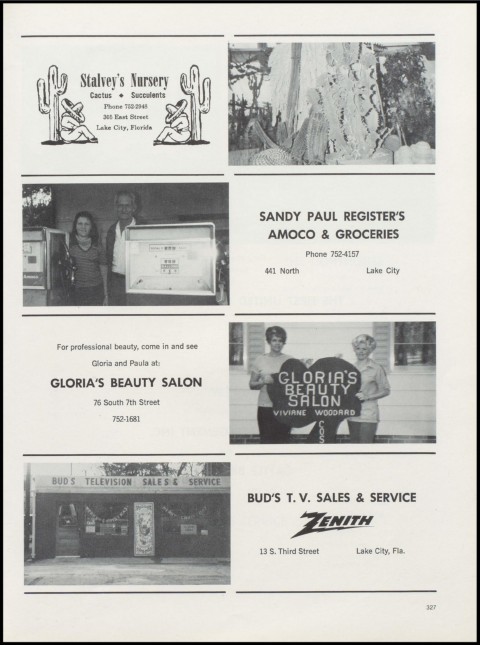 Stalvey's Nursery
Cactus • Succulents
Phone 752-2848
365 East Street
Lake City, Florida
SANDY PAUL REGISTER'S
AMOCO & GROCERIES
Phone 752-4157
441 North Lake City
For professional beauty, come in and see
Gloria and Paula at:
GLORIA'S BEAUTY SALON
76 South 7th Street
752-1681
GLORIA'S
BEAUTY
SALON
VIVIANE WOODARD
COS
BUD'S TELEVISION SALES & SERVICE
BUD'S T. V. SALES & SERVICE
ZENITH
13 S. Third Street Lake City, Fla.
327